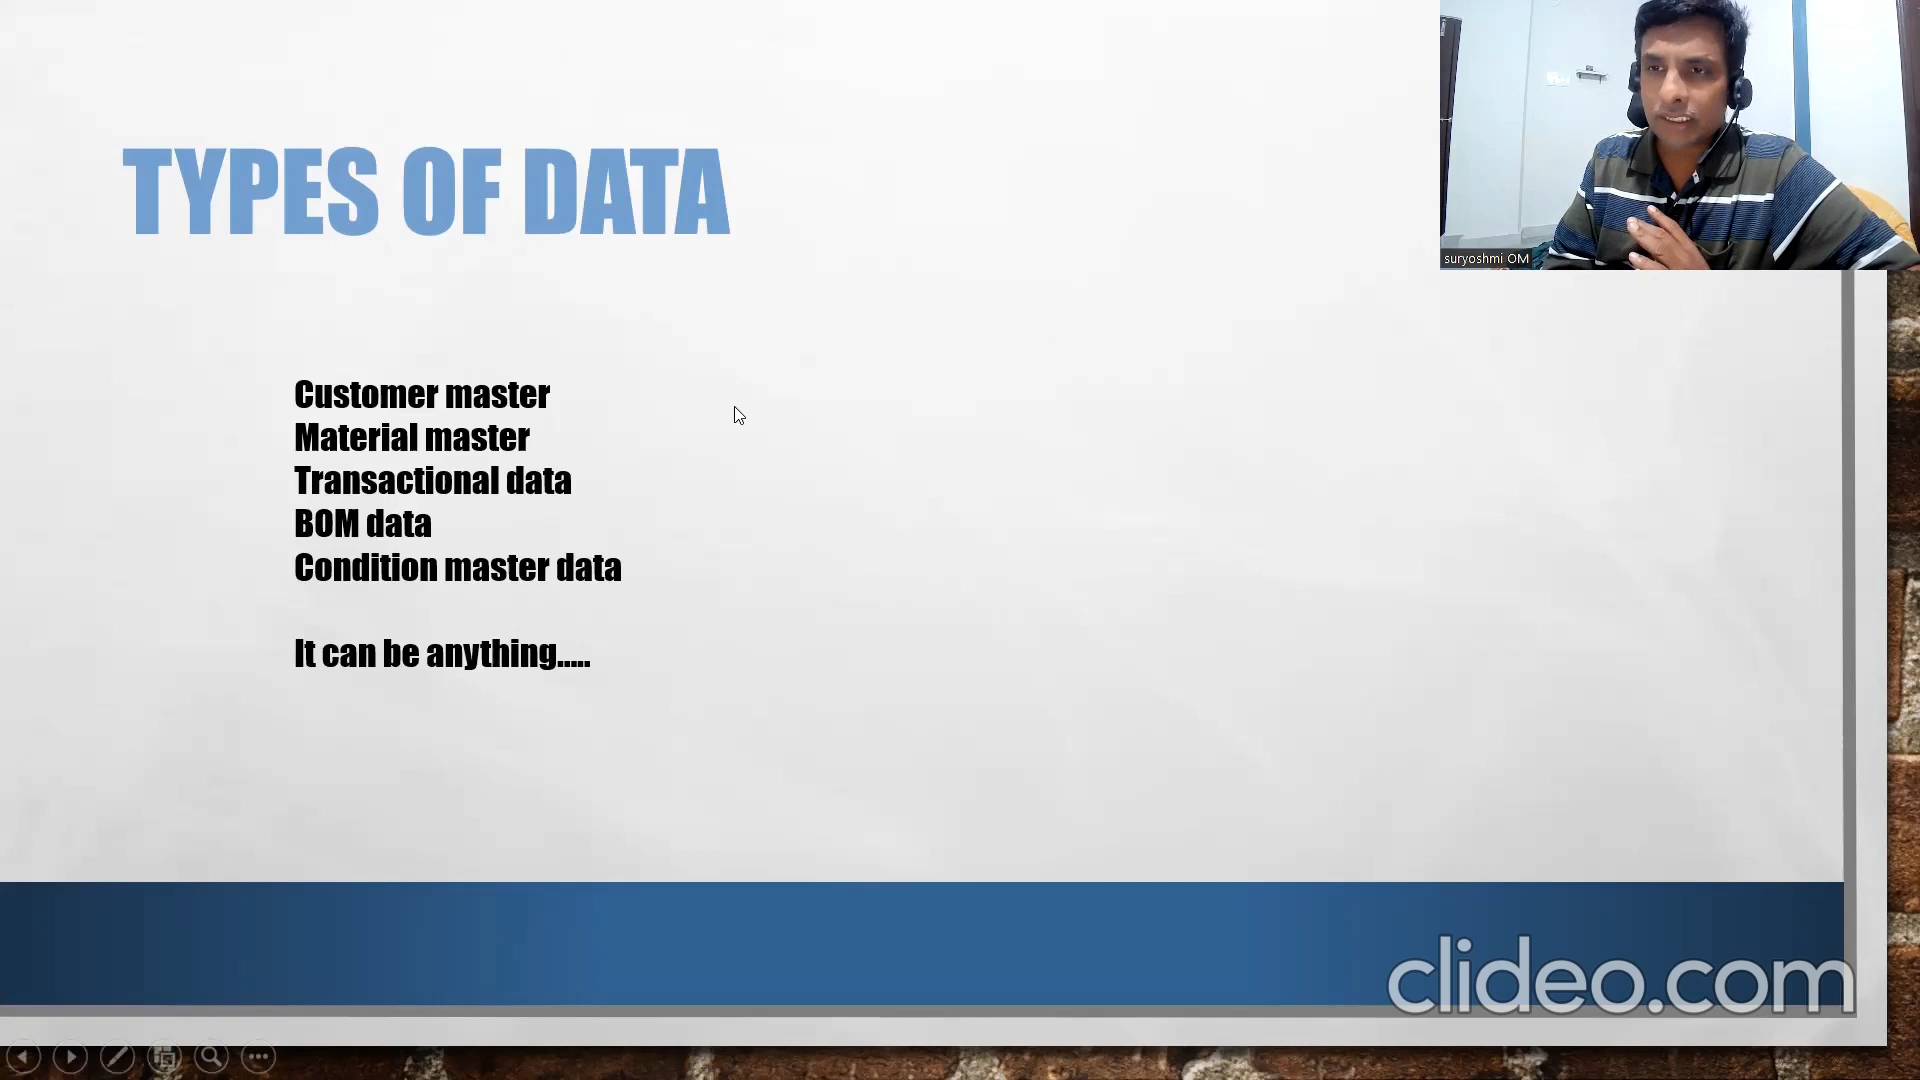 TYPES OF DATA
suryoshmi OM
Customer master
Material master
Transactional data
BOM data
Condition master data
It can be anything.....
clideo.com